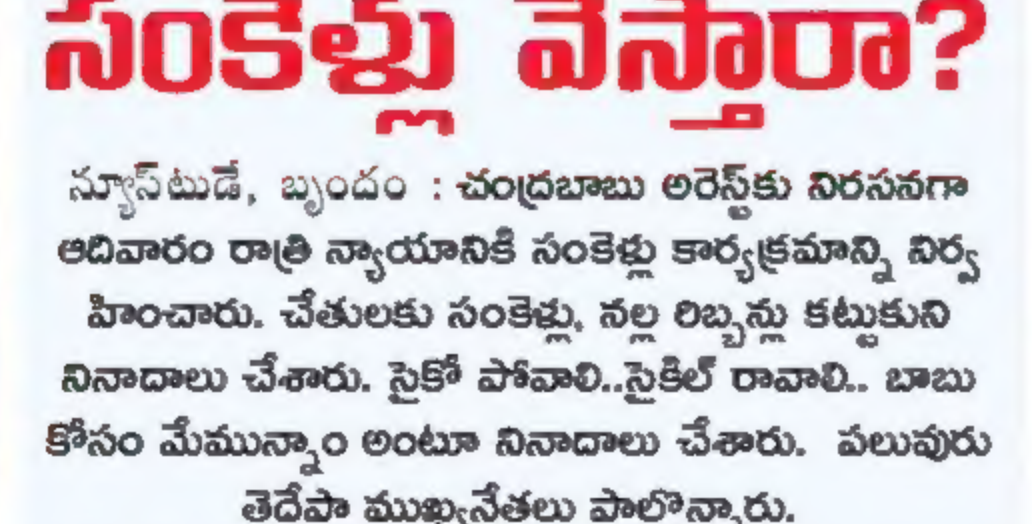 సంకెళ్లు వేస్తారా?
న్యూస్‌టుడే, బృందం : చంద్రబాబు అరెస్ట్‌కు నిరసనగా
ఆదివారం రాత్రి న్యాయానికి సంకెళ్లు కార్యక్రమాన్ని నిర్వ
హించారు. చేతులకు సంకెళ్లు, నల్ల రిబ్బన్లు కట్టుకుని
నినాదాలు చేశారు. సైకో పోవాలి..సైకిల్ రావాలి.. బాబు
కోసం మేమున్నాం అంటూ నినాదాలు చేశారు. పలువురు
తెదేపా ముఖ్యనేతలు పాల్గొన్నారు.